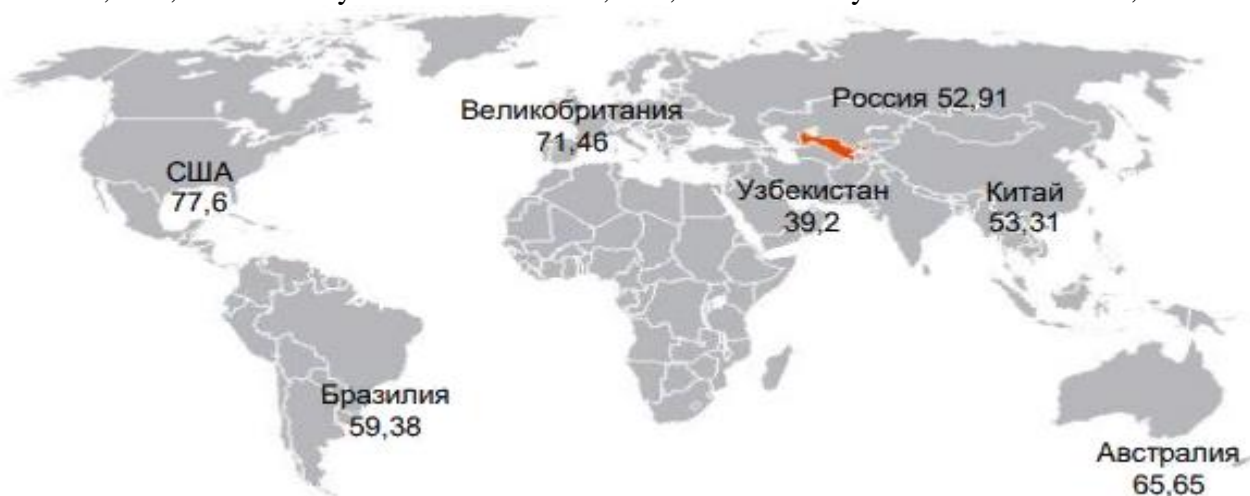 Россия 52,91
Великобритания
71,46
США
77,6
Узбекистан
39,2
Китай
53,31
Бразилия
59,38
Австралия
65,65